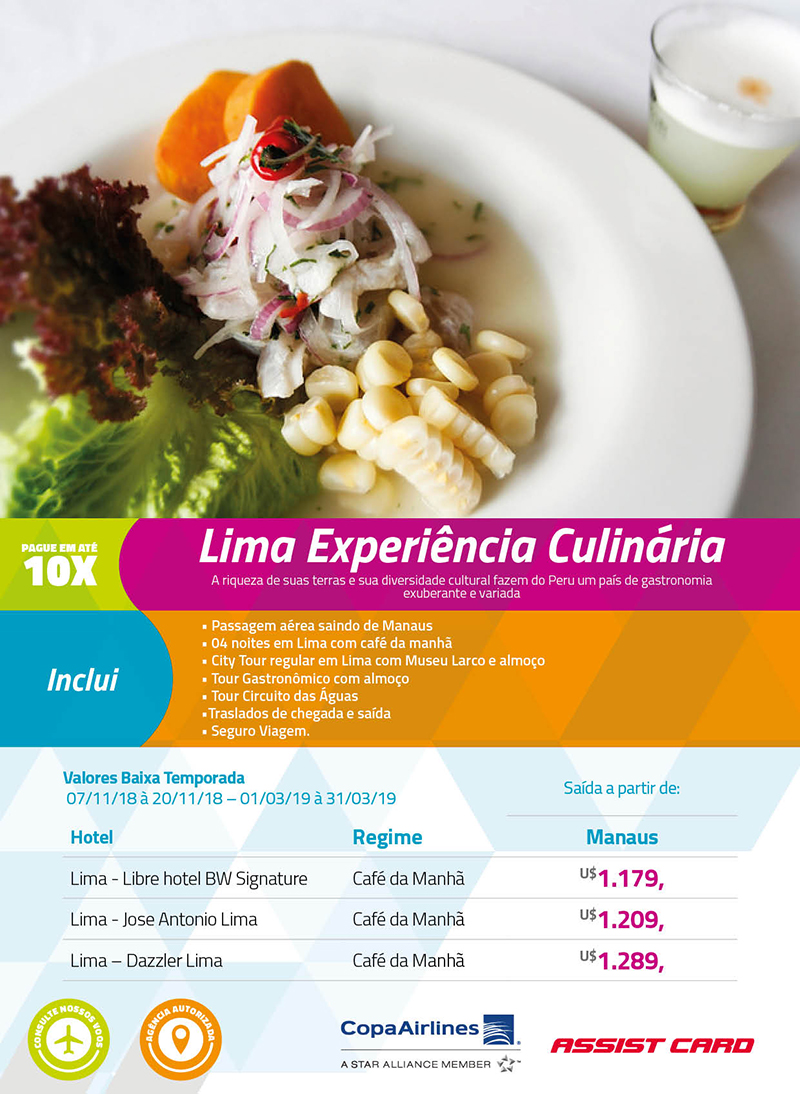 PAGUE EM ATÉ
10X
Lima Experiência Culinária
A riqueza de suas terras e sua diversidade cultural fazem do Peru um país de gastronomia
exuberante e variada
Inclui
• Passagem aérea saindo de Manaus
• 04 noites em Lima com café da manhã
• City Tour regular em Lima com Museu Larco e almoço
• Tour Gastronômico com almoço
• Tour Circuito das Águas
•Traslados de chegada e saída
• Seguro Viagem.
Valores Baixa Temporada
07/11/18 à 20/11/18 – 01/03/19 à 31/03/19
Saída a partir de:
Hotel Regime Manaus
Lima - Libre hotel BW Signature Café da Manhã U$1.179,
Lima - Jose Antonio Lima Café da Manhã U$1.209,
Lima – Dazzler Lima Café da Manhã U$1.289,
CONSULTE NOSSOS VOOS
AGÊNCIA AUTORIZADA
CopaAirlines
A STAR ALLIANCE MEMBER
ASSIST CARD